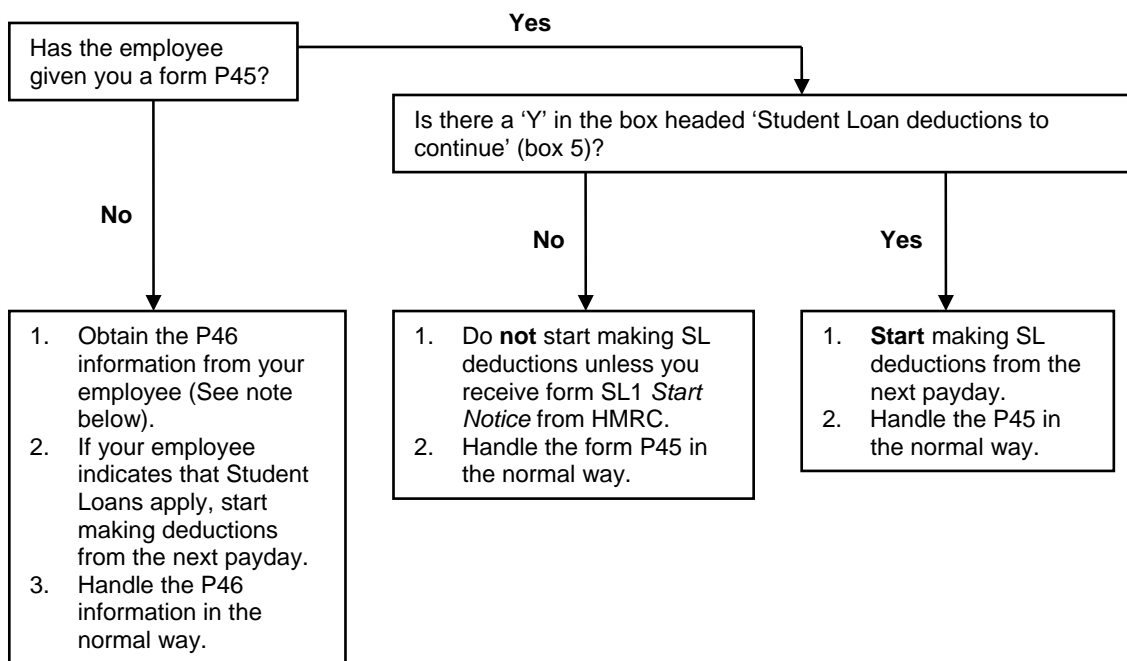 Yes
Has the employee
given you a form P45?
Is there a ‘Y’ in the box headed ‘Student Loan deductions to
continue’ (box 5)?
No
No
Yes
1. Obtain the P46
information from your
employee (See note
below).
2. If your employee
indicates that Student
Loans apply, start
making deductions
from the next payday.
3. Handle the P46
information in the
normal way.
1. Do not start making SL
deductions unless you
receive form SL1 Start
Notice from HMRC.
2. Handle the form P45 in
the normal way.
1. Start making SL
deductions from the
next payday.
2. Handle the P45 in
the normal way.